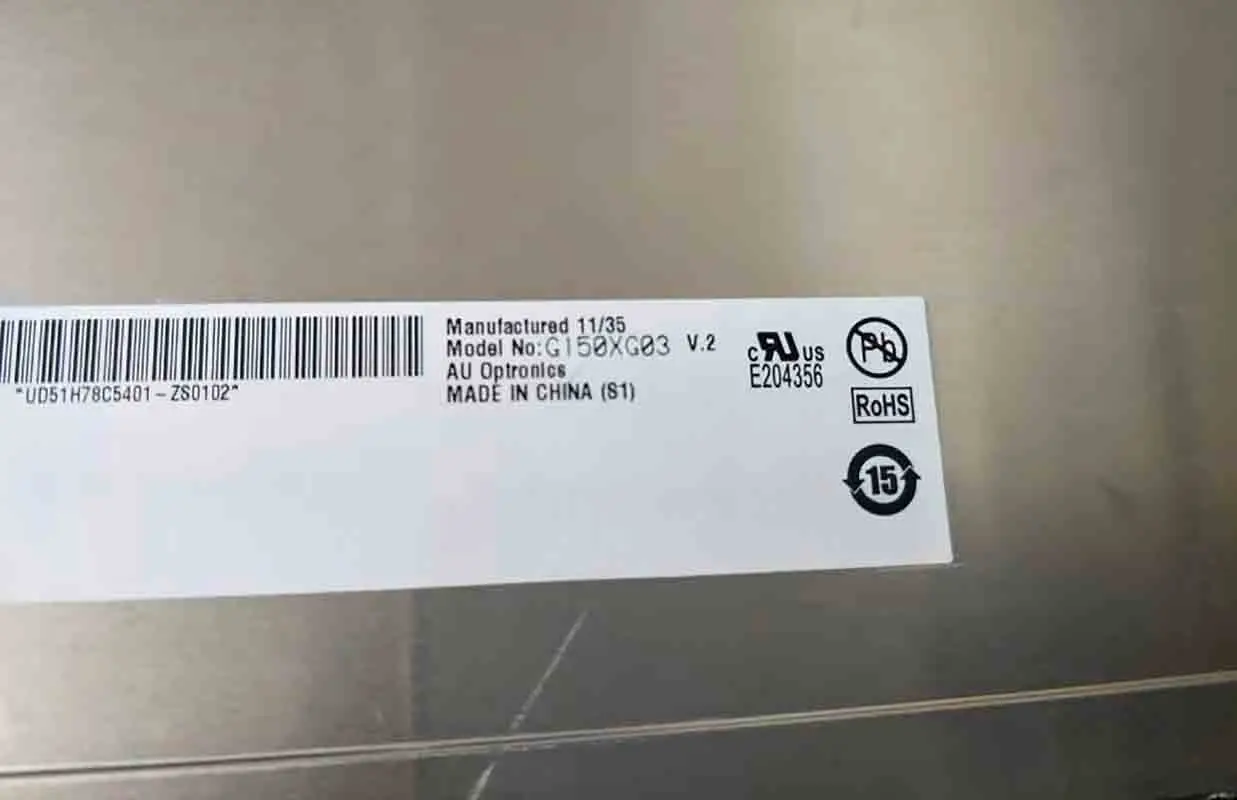 "UD51H78C5401-ZS0102"
Manufactured 11/35
Model No:G150XG03 V.2
AU Optronics
MADE IN CHINA (S1)
c RU US
E204356
Pb
RoHS
15